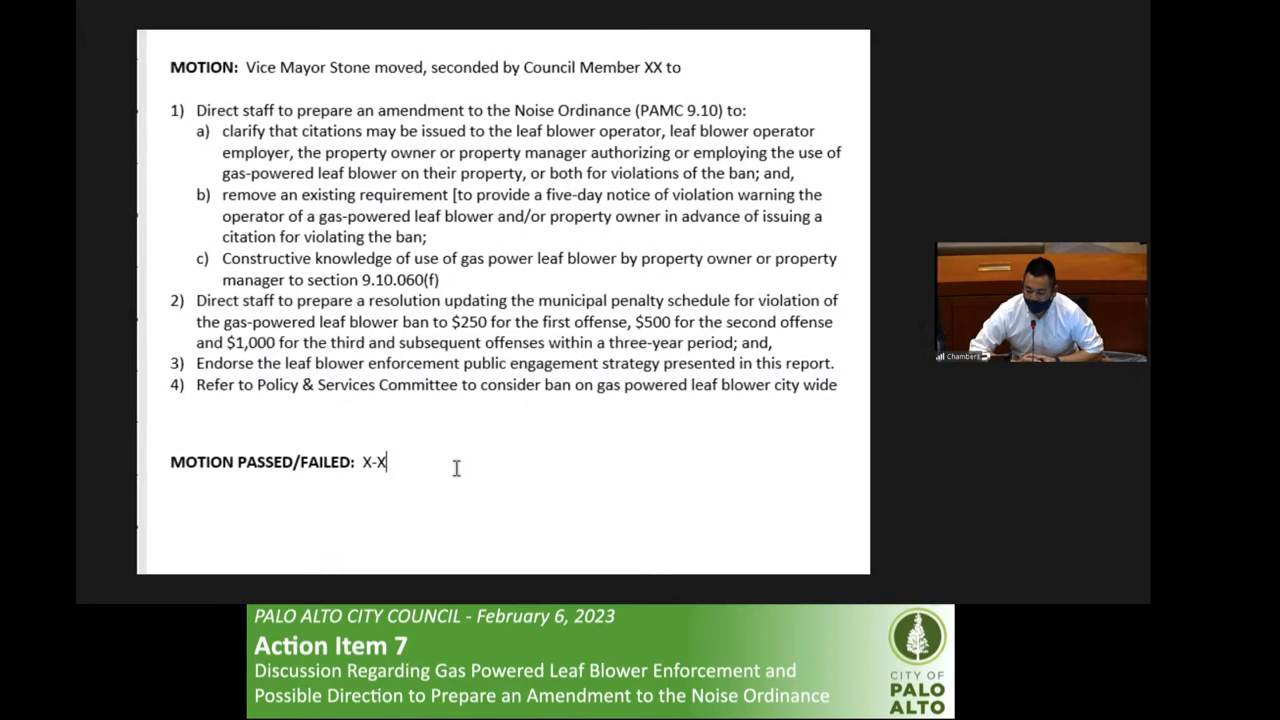 MOTION: Vice Mayor Stone moved, seconded by Council Member XX to
1) Direct staff to prepare an amendment to the Noise Ordinance (PAMC 9.10) to:
a) clarify that citations may be issued to the leaf blower operator, leaf blower operator
employer, the property owner or property manager authorizing or employing the use of
gas-powered leaf blower on their property, or both for violations of the ban; and,
b) remove an existing requirement [to provide a five-day notice of violation warning the
operator of a gas-powered leaf blower and/or property owner in advance of issuing a
citation for violating the ban;
c) Constructive knowledge of use of gas power leaf blower by property owner or property
manager to section 9.10.060(f)
2) Direct staff to prepare a resolution updating the municipal penalty schedule for violation of
the gas-powered leaf blower ban to $250 for the first offense, $500 for the second offense
and $1,000 for the third and subsequent offenses within a three-year period; and,
3) Endorse the leaf blower enforcement public engagement strategy presented in this report.
4) Refer to Policy & Services Committee to consider ban on gas powered leaf blower city wide
MOTION PASSED/FAILED: X-X
PALO ALTO CITY COUNCIL - February 6, 2023
Action Item 7
Discussion Regarding Gas Powered Leaf Blower Enforcement and
Possible Direction to Prepare an Amendment to the Noise Ordinance
CITY OF
PALO
ALTO